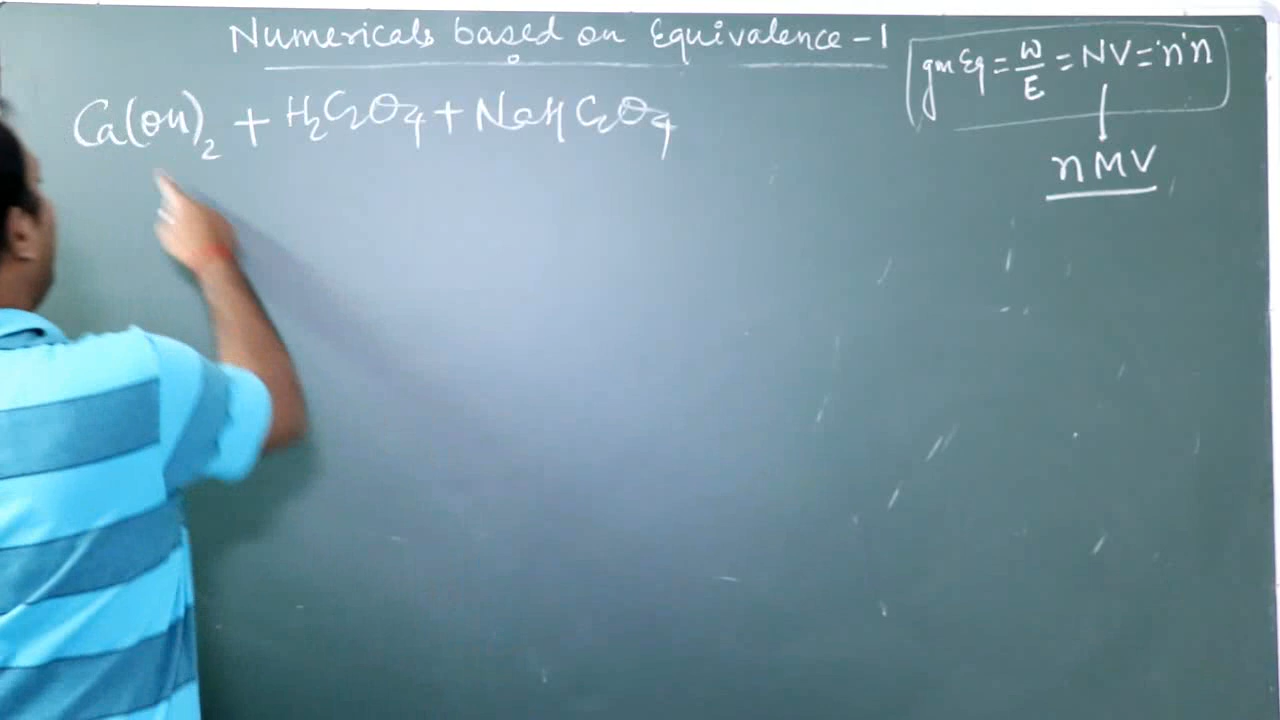 Numericals based on Equivalence - 1
gm Eq = W/E = NV = 'n' n
nMV
Ca(OH)₂ + H₂C₂O₄ + NaHC₂O₄